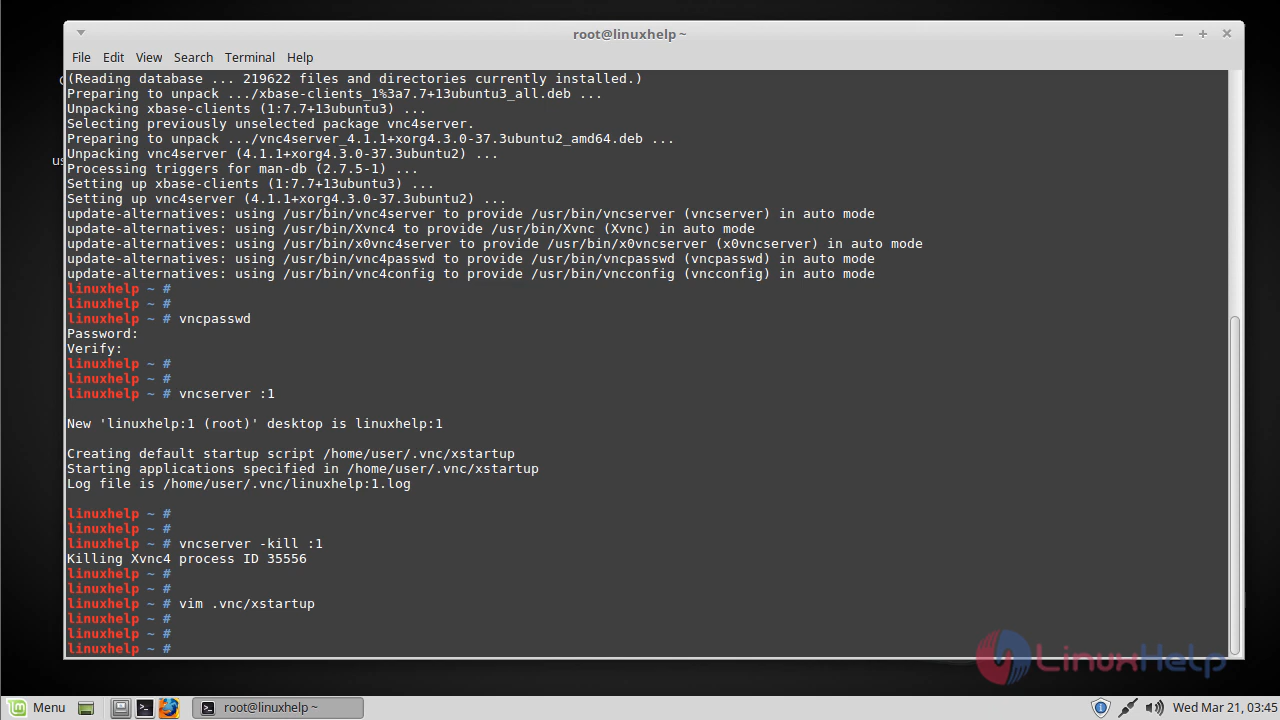 root@linuxhelp ~
File Edit View Search Terminal Help
(Reading database ... 219622 files and directories currently installed.)
Preparing to unpack .../xbase-clients_1%3a7.7+13ubuntu3_all.deb ...
Unpacking xbase-clients (1:7.7+13ubuntu3) ...
Selecting previously unselected package vnc4server.
Preparing to unpack .../vnc4server_4.1.1+xorg4.3.0-37.3ubuntu2_amd64.deb ...
Unpacking vnc4server (4.1.1+xorg4.3.0-37.3ubuntu2) ...
Processing triggers for man-db (2.7.5-1) ...
Setting up xbase-clients (1:7.7+13ubuntu3) ...
Setting up vnc4server (4.1.1+xorg4.3.0-37.3ubuntu2) ...
update-alternatives: using /usr/bin/vnc4server to provide /usr/bin/vncserver (vncserver) in auto mode
update-alternatives: using /usr/bin/Xvnc4 to provide /usr/bin/Xvnc (Xvnc) in auto mode
update-alternatives: using /usr/bin/x0vnc4server to provide /usr/bin/x0vncserver (x0vncserver) in auto mode
update-alternatives: using /usr/bin/vnc4passwd to provide /usr/bin/vncpasswd (vncpasswd) in auto mode
update-alternatives: using /usr/bin/vnc4config to provide /usr/bin/vncconfig (vncconfig) in auto mode
linuxhelp ~ #
linuxhelp ~ #
linuxhelp ~ # vncpasswd
Password:
Verify:
linuxhelp ~ #
linuxhelp ~ #
linuxhelp ~ # vncserver :1
New 'linuxhelp:1 (root)' desktop is linuxhelp:1
Creating default startup script /home/user/.vnc/xstartup
Starting applications specified in /home/user/.vnc/xstartup
Log file is /home/user/.vnc/linuxhelp:1.log
linuxhelp ~ #
linuxhelp ~ #
linuxhelp ~ # vncserver -kill :1
Killing Xvnc4 process ID 35556
linuxhelp ~ #
linuxhelp ~ #
linuxhelp ~ # vim .vnc/xstartup
linuxhelp ~ #
linuxhelp ~ #
linuxhelp ~ #
LinuxHelp
Menu
root@linuxhelp ~
Wed Mar 21, 03:45